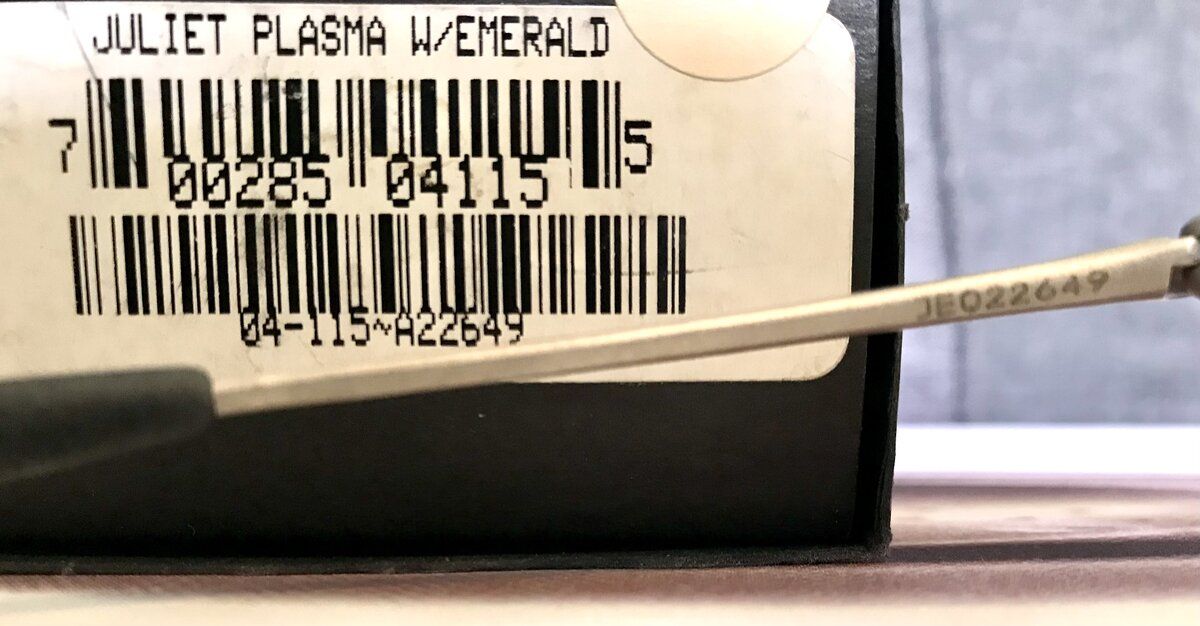 JULIET PLASMA W/EMERALD
7 00285 04115 5
04-115~A22649
JE022649